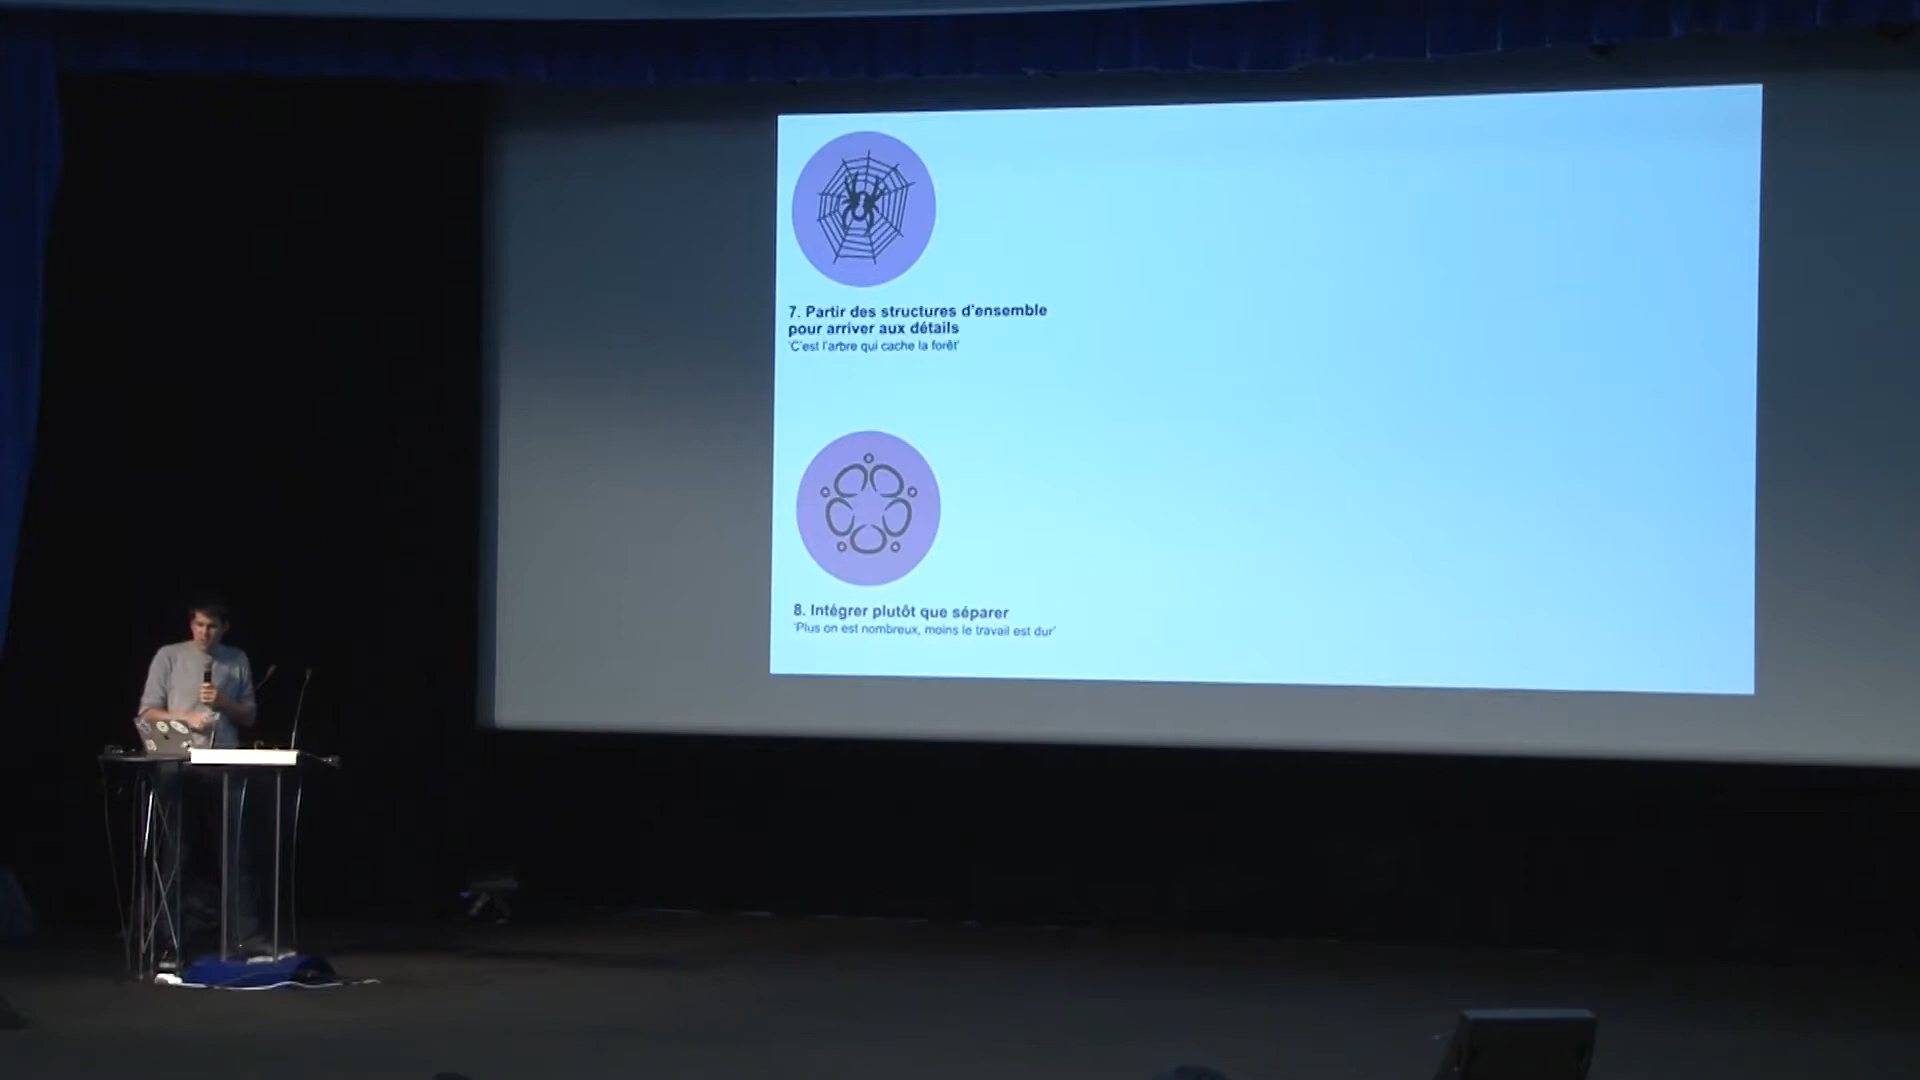 7. Partir des structures d'ensemble
pour arriver aux détails
'C'est l'arbre qui cache la forêt'
8. Intégrer plutôt que séparer
'Plus on est nombreux, moins le travail est dur'